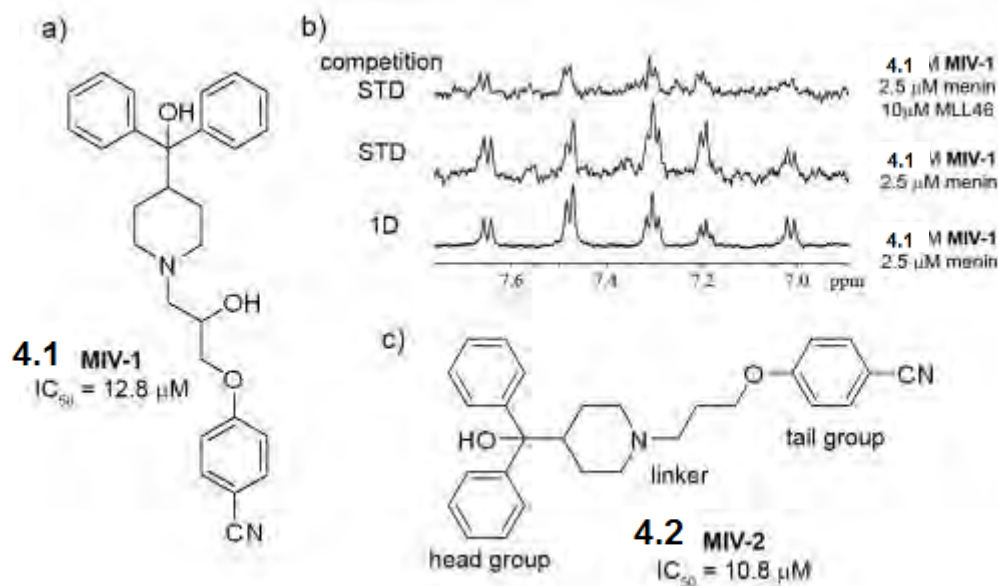 a)
OH
N
OH
O
CN
4.1 MIV-1
IC50 = 12.8 μM
b)
competition
STD
STD
1D
4.1 M MIV-1
2.5 μM menin
10μM MLL46
4.1 M MIV-1
2.5 μM menin
4.1 M MIV-1
2.5 μM menin
7.6
7.4
7.2
7.0
ppm
c)
HO
N
O
CN
linker
tail group
head group
4.2 MIV-2
IC50 = 10.8 μM